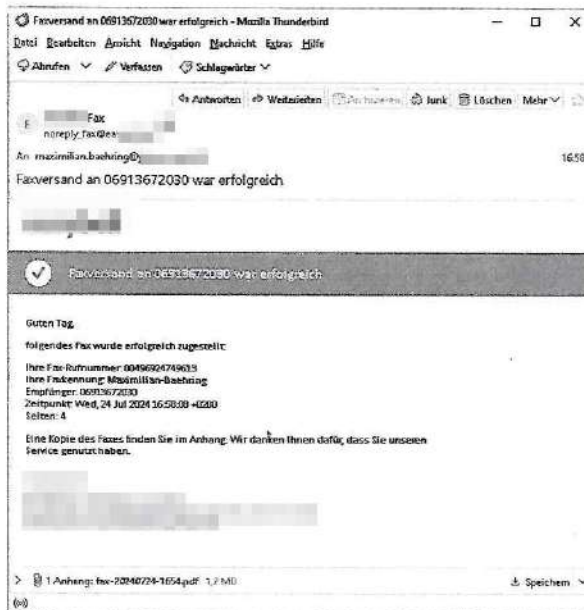 Faxversand an 06913672030 war erfolgreich - Mozilla Thunderbird
Datei Bearbeiten Ansicht Navigation Nachricht Extras Hilfe
Abrufen Verfassen Schlagwörter
Antworten Weiterleiten Archivieren Junk Löschen Mehr
F
Fax
noreply_fax@ea
An maximilian.baehring@
16:58
Faxversand an 06913672030 war erfolgreich
Faxversand an 06913672030 war erfolgreich
Guten Tag,
folgendes Fax wurde erfolgreich zugestellt:
Ihre Fax-Rufnummer: 00496924749613
Ihre Faxkennung: Maximilian-Baehring
Empfänger: 06913672030
Zeitpunkt: Wed, 24 Jul 2024 16:58:08 +0200
Seiten: 4
Eine Kopie des Faxes finden Sie im Anhang. Wir danken Ihnen dafür, dass Sie unseren
Service genutzt haben.
1 Anhang: fax-20240724-1654.pdf 1,2 MB
Speichern